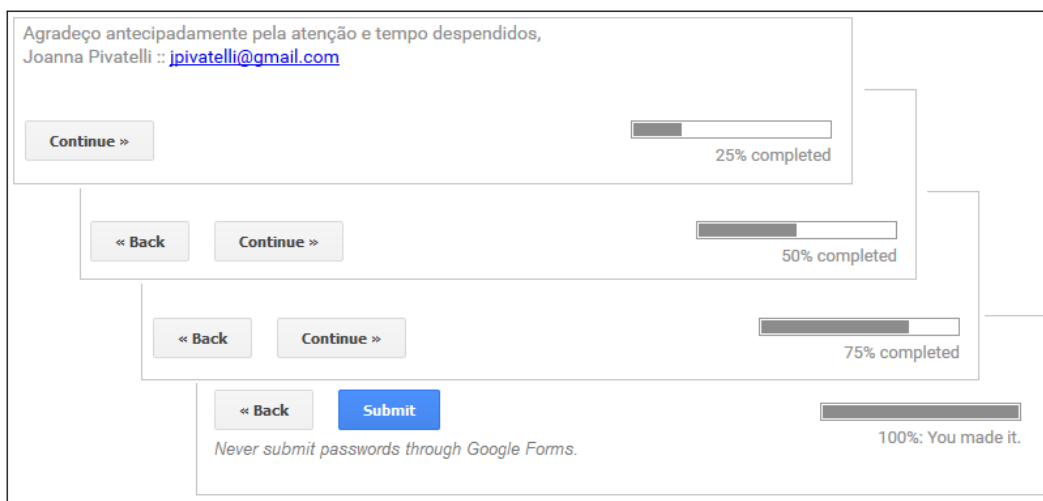 Agradeço antecipadamente pela atenção e tempo despendidos,
Joanna Pivatelli :: jpivatelli@gmail.com
Continue »
25% completed
« Back Continue »
50% completed
« Back Continue »
75% completed
« Back Submit
100%: You made it.
Never submit passwords through Google Forms.